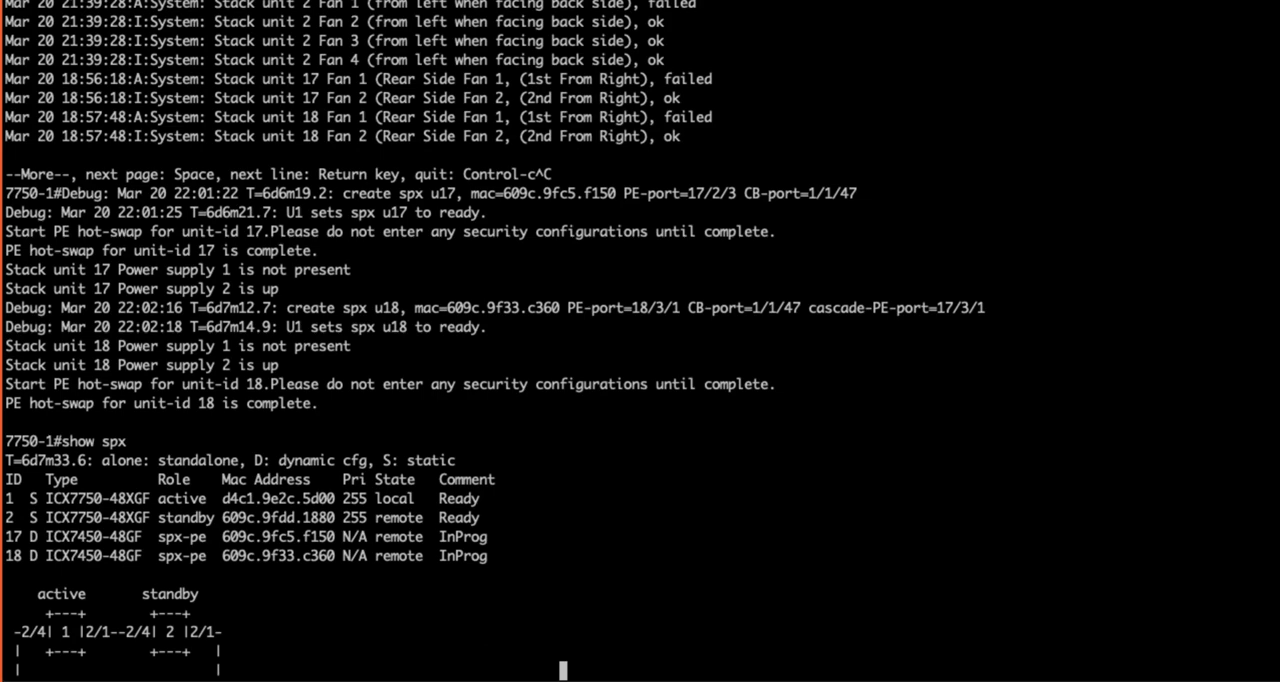 Mar 20 21:39:28:A:System: Stack unit 2 Fan 1 (from left when facing back side), failed
Mar 20 21:39:28:I:System: Stack unit 2 Fan 2 (from left when facing back side), ok
Mar 20 21:39:28:I:System: Stack unit 2 Fan 3 (from left when facing back side), ok
Mar 20 21:39:28:I:System: Stack unit 2 Fan 4 (from left when facing back side), ok
Mar 20 18:56:18:A:System: Stack unit 17 Fan 1 (Rear Side Fan 1, (1st From Right), failed
Mar 20 18:56:18:I:System: Stack unit 17 Fan 2 (Rear Side Fan 2, (2nd From Right), ok
Mar 20 18:57:48:A:System: Stack unit 18 Fan 1 (Rear Side Fan 1, (1st From Right), failed
Mar 20 18:57:48:I:System: Stack unit 18 Fan 2 (Rear Side Fan 2, (2nd From Right), ok
--More--, next page: Space, next line: Return key, quit: Control-c^C
7750-1#Debug: Mar 20 22:01:22 T=6d6m19.2: create spx u17, mac=609c.9fc5.f150 PE-port=17/2/3 CB-port=1/1/47
Debug: Mar 20 22:01:25 T=6d6m21.7: U1 sets spx u17 to ready.
Start PE hot-swap for unit-id 17.Please do not enter any security configurations until complete.
PE hot-swap for unit-id 17 is complete.
Stack unit 17 Power supply 1 is not present
Stack unit 17 Power supply 2 is up
Debug: Mar 20 22:02:16 T=6d7m12.7: create spx u18, mac=609c.9f33.c360 PE-port=18/3/1 CB-port=1/1/47 cascade-PE-port=17/3/1
Debug: Mar 20 22:02:18 T=6d7m14.9: U1 sets spx u18 to ready.
Stack unit 18 Power supply 1 is not present
Stack unit 18 Power supply 2 is up
Start PE hot-swap for unit-id 18.Please do not enter any security configurations until complete.
PE hot-swap for unit-id 18 is complete.
7750-1#show spx
T=6d7m33.6: alone: standalone, D: dynamic cfg, S: static
ID   Type          Role    Mac Address    Pri State   Comment
1  S ICX7750-48XGF active  d4c1.9e2c.5d00 255 local   Ready
2  S ICX7750-48XGF standby 609c.9fdd.1880 255 remote  Ready
17 D ICX7450-48GF  spx-pe  609c.9fc5.f150 N/A remote  InProg
18 D ICX7450-48GF  spx-pe  609c.9f33.c360 N/A remote  InProg
    active       standby
     +---+        +---+
 -2/4| 1 |2/1--2/4| 2 |2/1-
 |   +---+        +---+   |
 |                        |